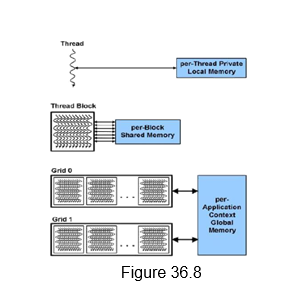 Thread
per-Thread Private
Local Memory
Thread Block
per-Block
Shared Memory
Grid 0
. . .
Grid 1
. . .
per-
Application
Context
Global
Memory
Figure 36.8